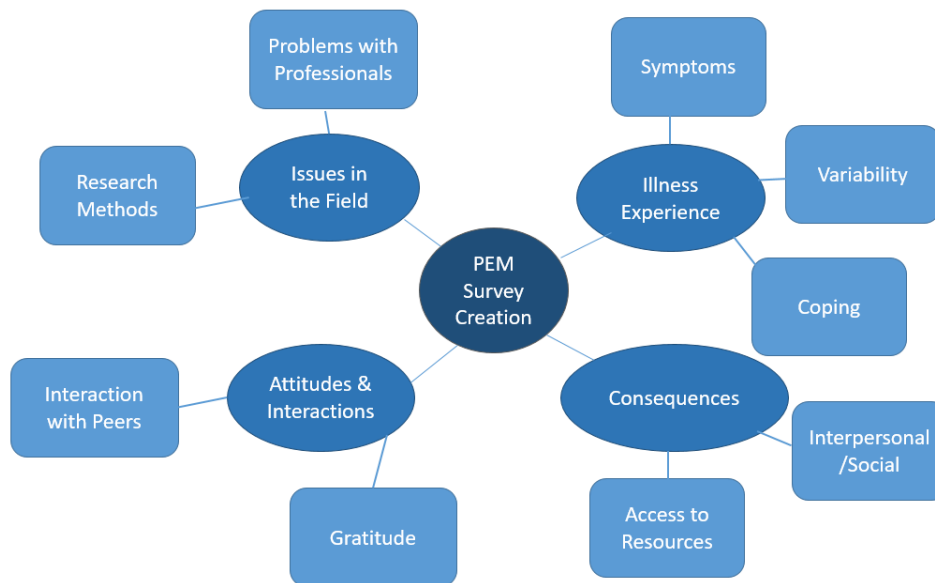 Problems with
Professionals
Symptoms
Research
Methods
Issues in
the Field
Illness
Experience
Variability
PEM
Survey
Creation
Coping
Interaction
with Peers
Attitudes &
Interactions
Consequences
Interpersonal
/Social
Gratitude
Access to
Resources